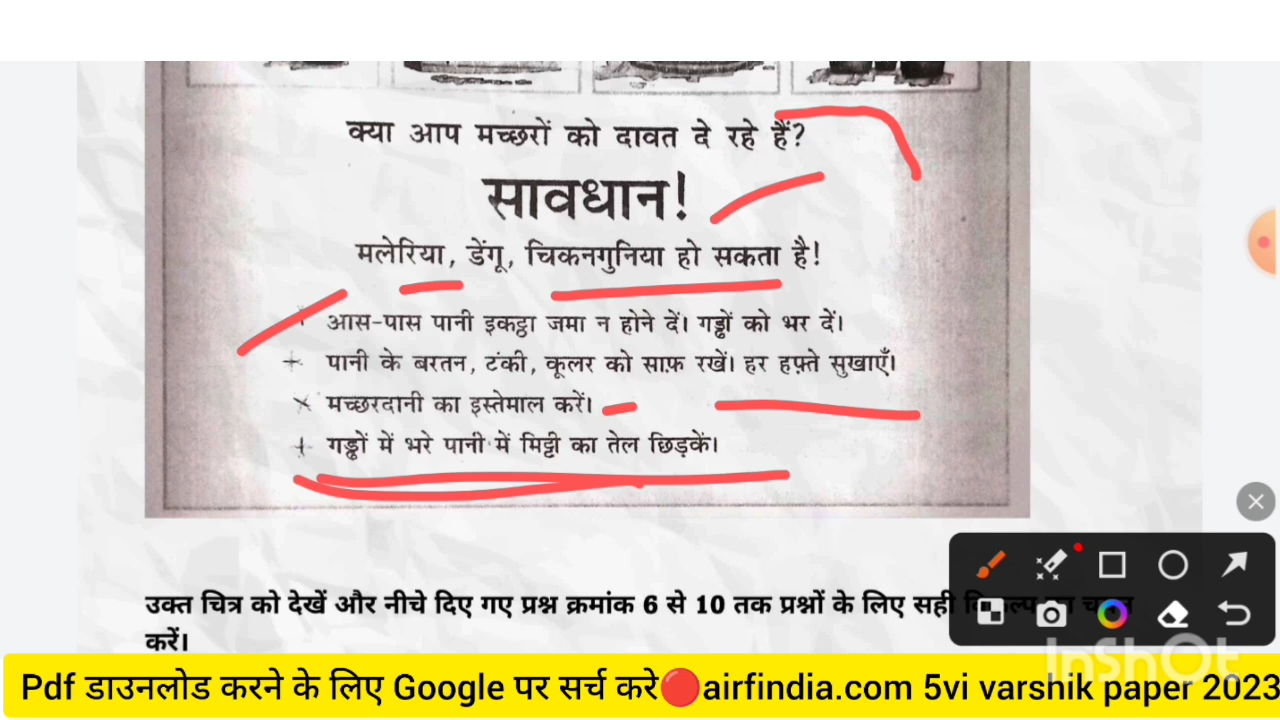 क्या आप मच्छरों को दावत दे रहे हैं?
सावधान!
मलेरिया, डेंगू, चिकनगुनिया हो सकता है!
आस-पास पानी इकट्ठा जमा न होने दें। गड्ढों को भर दें।
+ पानी के बरतन, टंकी, कूलर को साफ़ रखें। हर हफ़्ते सुखाएँ।
× मच्छरदानी का इस्तेमाल करें।
+ गड्ढों में भरे पानी में मिट्टी का तेल छिड़कें।
उक्त चित्र को देखें और नीचे दिए गए प्रश्न क्रमांक 6 से 10 तक प्रश्नों के लिए सही
करें।
InShOt
Pdf डाउनलोड करने के लिए Google पर सर्च करे🔴airfindia.com 5vi varshik paper 2023